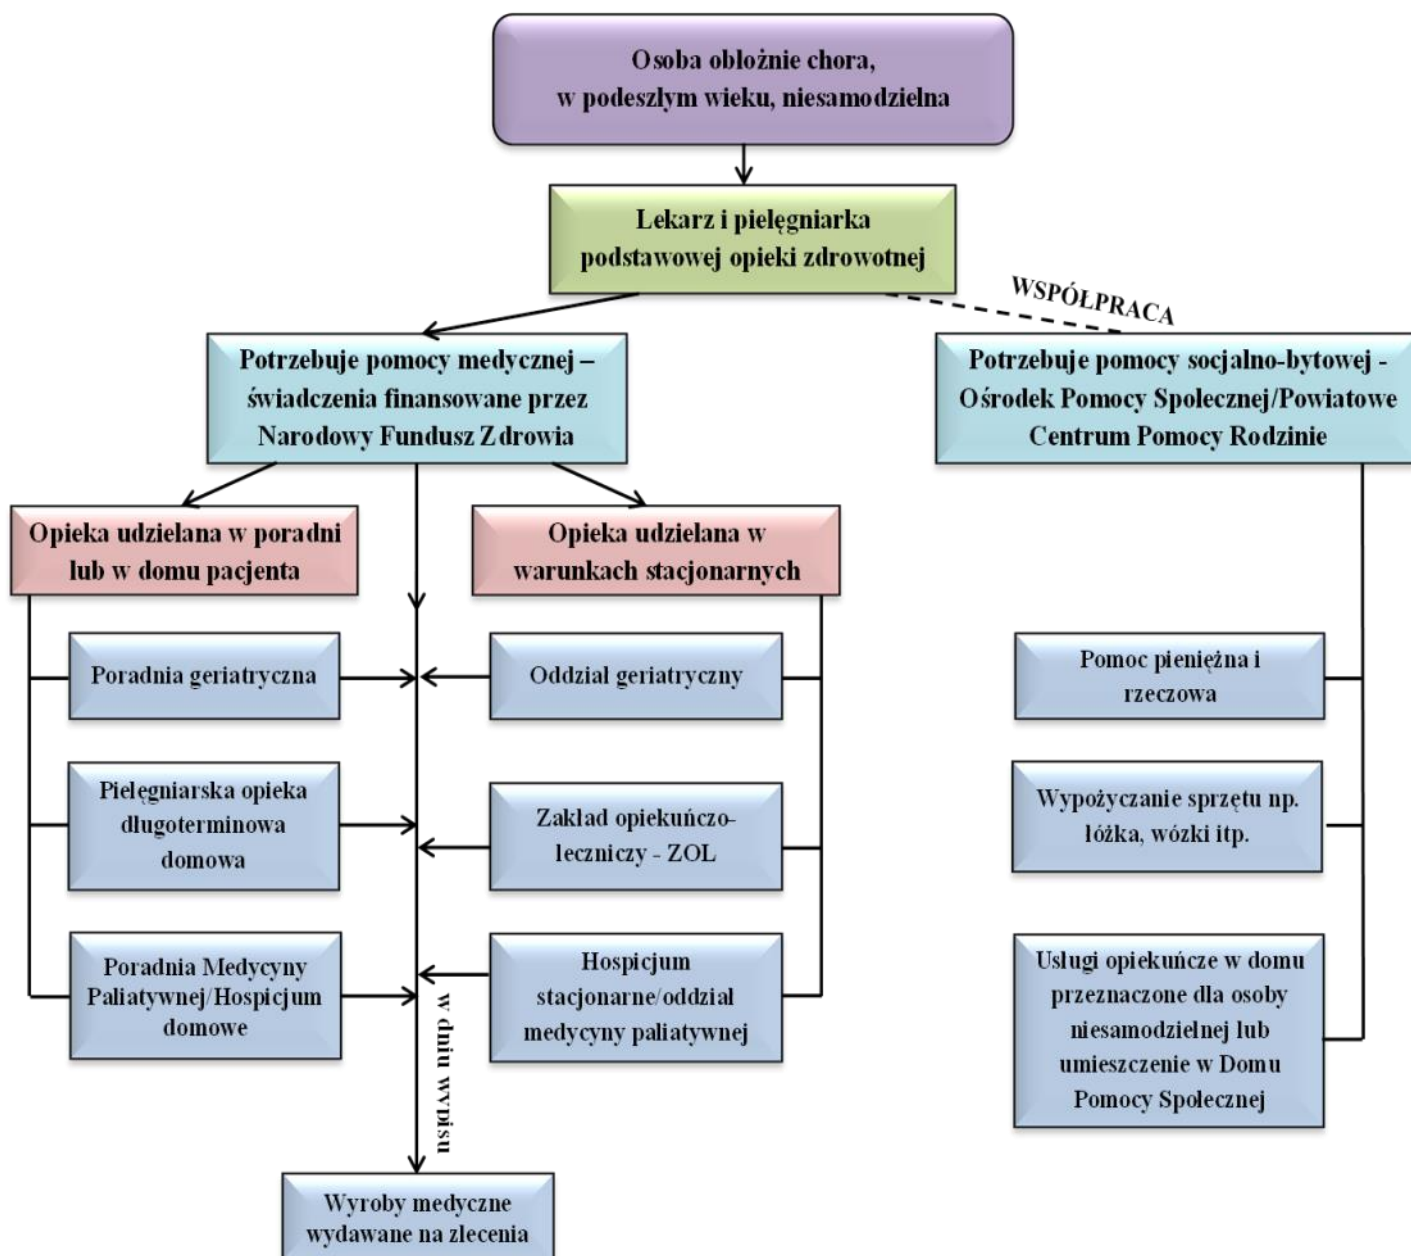 Osoba obłożnie chora,
w podeszłym wieku, niesamodzielna
Lekarz i pielęgniarka
podstawowej opieki zdrowotnej
WSPÓŁPRACA
Potrzebuje pomocy medycznej –
świadczenia finansowane przez
Narodowy Fundusz Zdrowia
Potrzebuje pomocy socjalno-bytowej -
Ośrodek Pomocy Społecznej/Powiatowe
Centrum Pomocy Rodzinie
Opieka udzielana w poradni
lub w domu pacjenta
Opieka udzielana w
warunkach stacjonarnych
Poradnia geriatryczna
Oddział geriatryczny
Pomoc pieniężna i
rzeczowa
Pielęgniarska opieka
długoterminowa
domowa
Zakład opiekuńczo-
leczniczy - ZOL
Wypożyczanie sprzętu np.
łóżka, wózki itp.
Poradnia Medycyny
Paliatywnej/Hospicjum
domowe
Hospicjum
stacjonarne/oddział
medycyny paliatywnej
Usługi opiekuńcze w domu
przeznaczone dla osoby
niesamodzielnej lub
umieszczenie w Domu
Pomocy Społecznej
w dniu wypisu
Wyroby medyczne
wydawane na zlecenia